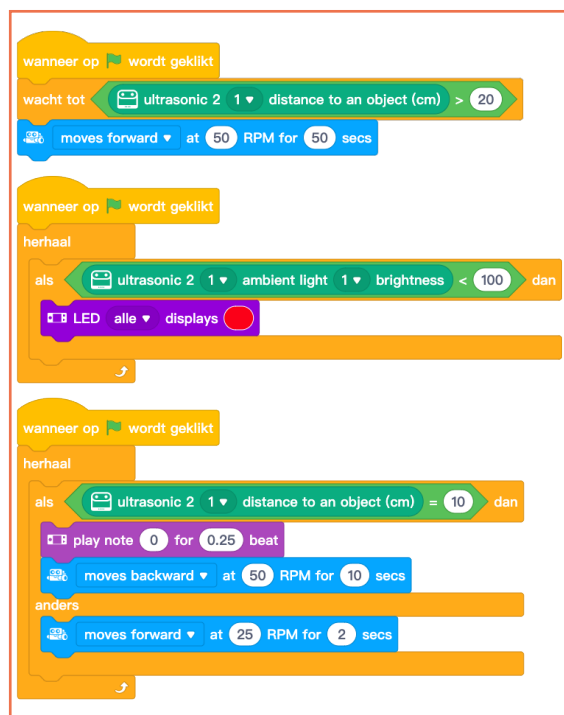 wanneer op wordt geklikt
wacht tot ultrasonic 2 1 distance to an object (cm) > 20
moves forward at 50 RPM for 50 secs
wanneer op wordt geklikt
herhaal
als ultrasonic 2 1 ambient light 1 brightness < 100 dan
LED alle displays
wanneer op wordt geklikt
herhaal
als ultrasonic 2 1 distance to an object (cm) = 10 dan
play note 0 for 0.25 beat
moves backward at 50 RPM for 10 secs
anders
moves forward at 25 RPM for 2 secs